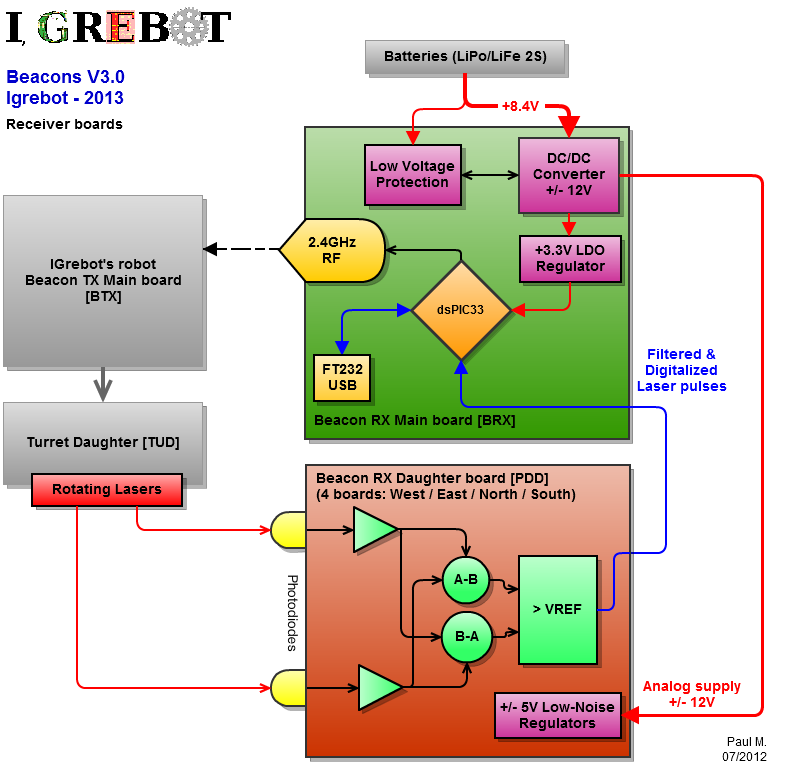 I, GREBOT
Beacons V3.0
Igrebot - 2013
Receiver boards
Batteries (LiPo/LiFe 2S)
+8.4V
Low Voltage
Protection
DC/DC
Converter
+/- 12V
2.4GHz
RF
+3.3V LDO
Regulator
IGrebot's robot
Beacon TX Main board
[BTX]
dsPIC33
FT232
USB
Filtered &
Digitalized
Laser pulses
Beacon RX Main board [BRX]
Turret Daughter [TUD]
Rotating Lasers
Beacon RX Daughter board [PDD]
(4 boards: West / East / North / South)
Photodiodes
A-B
B-A
> VREF
Analog supply
+/- 12V
+/- 5V Low-Noise
Regulators
Paul M.
07/2012